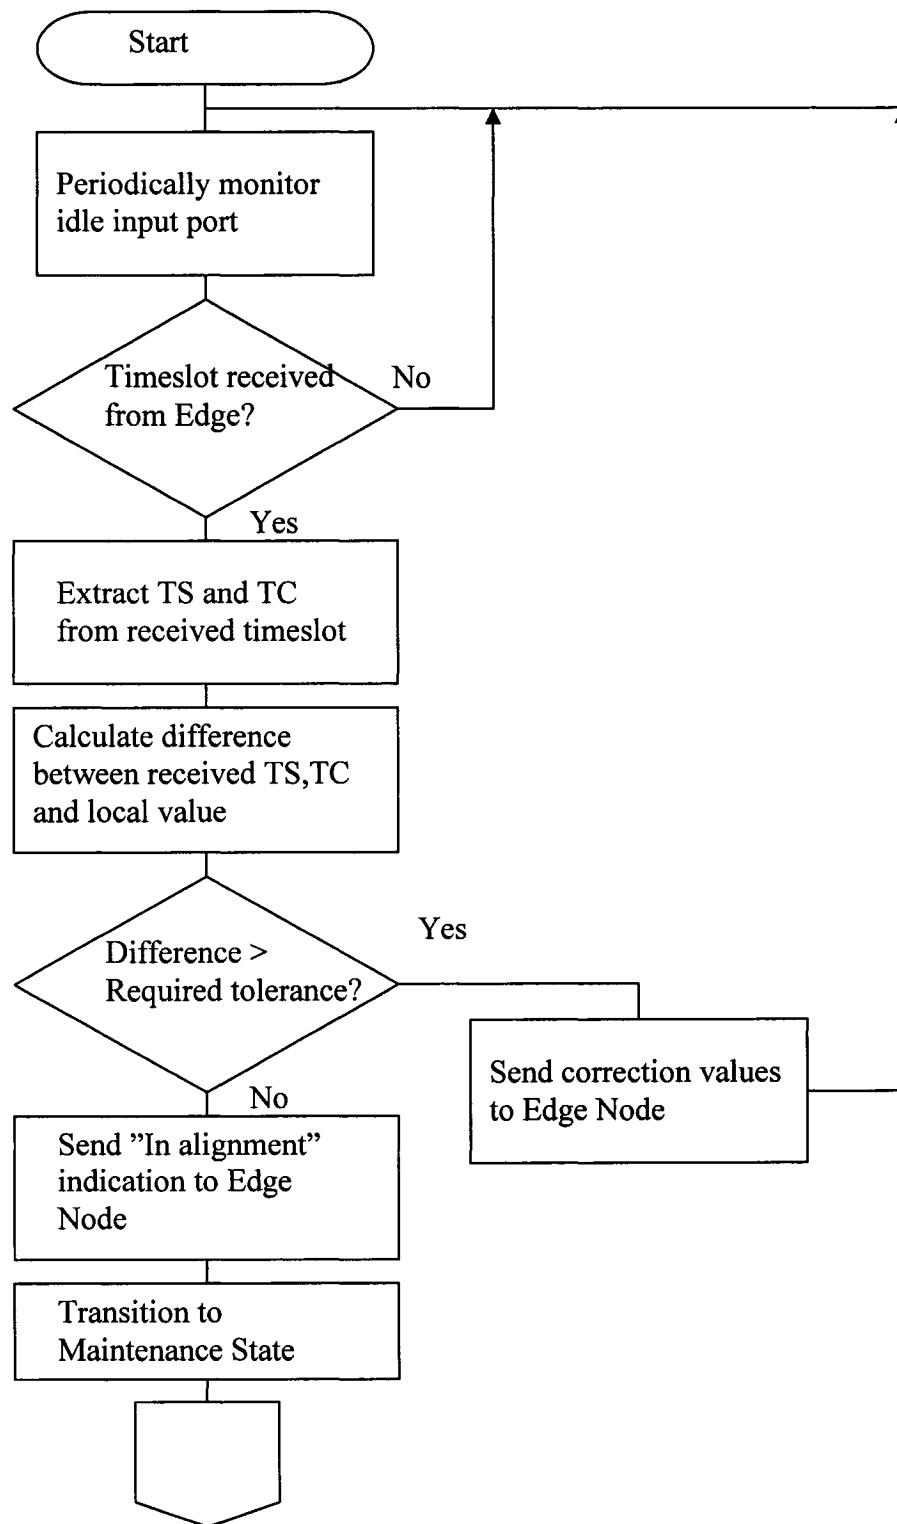 Start
Periodically monitor
idle input port
Timeslot received
from Edge?
No
Yes
Extract TS and TC
from received timeslot
Calculate difference
between received TS,TC
and local value
Difference >
Required tolerance?
Yes
Send correction values
to Edge Node
No
Send ”In alignment”
indication to Edge
Node
Transition to
Maintenance State